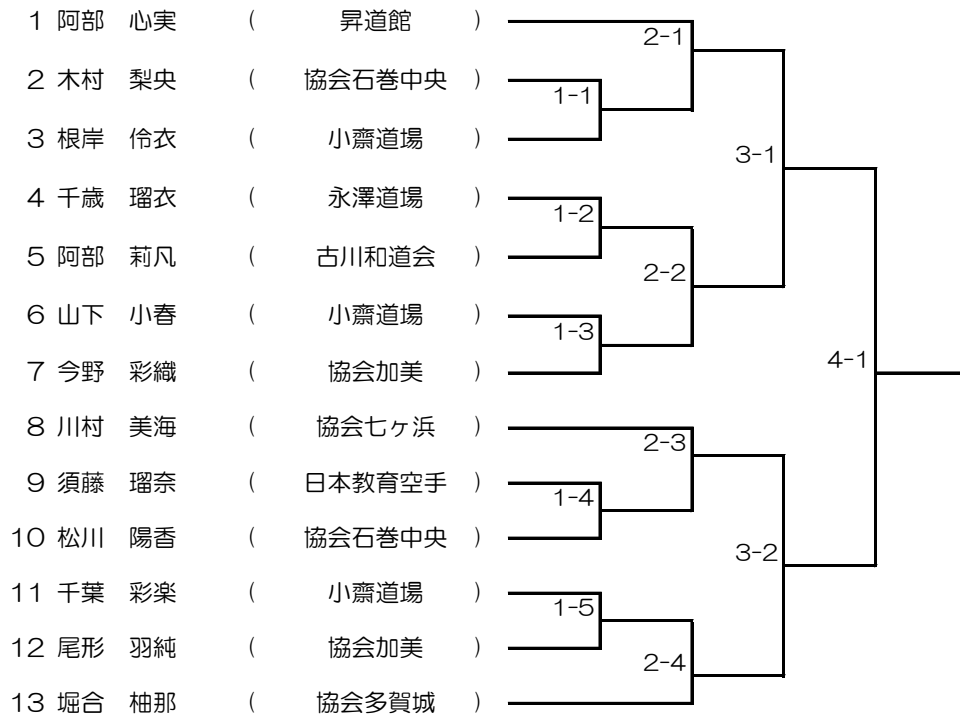 1 阿部 心実 ( 昇道館 )
2-1
2 木村 梨央 ( 協会石巻中央 )
1-1
3 根岸 伶衣 ( 小齋道場 )
3-1
4 千歳 瑠衣 ( 永澤道場 )
1-2
5 阿部 莉凡 ( 古川和道会 )
2-2
6 山下 小春 ( 小齋道場 )
1-3
7 今野 彩織 ( 協会加美 )
4-1
8 川村 美海 ( 協会七ヶ浜 )
2-3
9 須藤 瑠奈 ( 日本教育空手 )
1-4
10 松川 陽香 ( 協会石巻中央 )
3-2
11 千葉 彩楽 ( 小齋道場 )
1-5
12 尾形 羽純 ( 協会加美 )
2-4
13 堀合 柚那 ( 協会多賀城 )